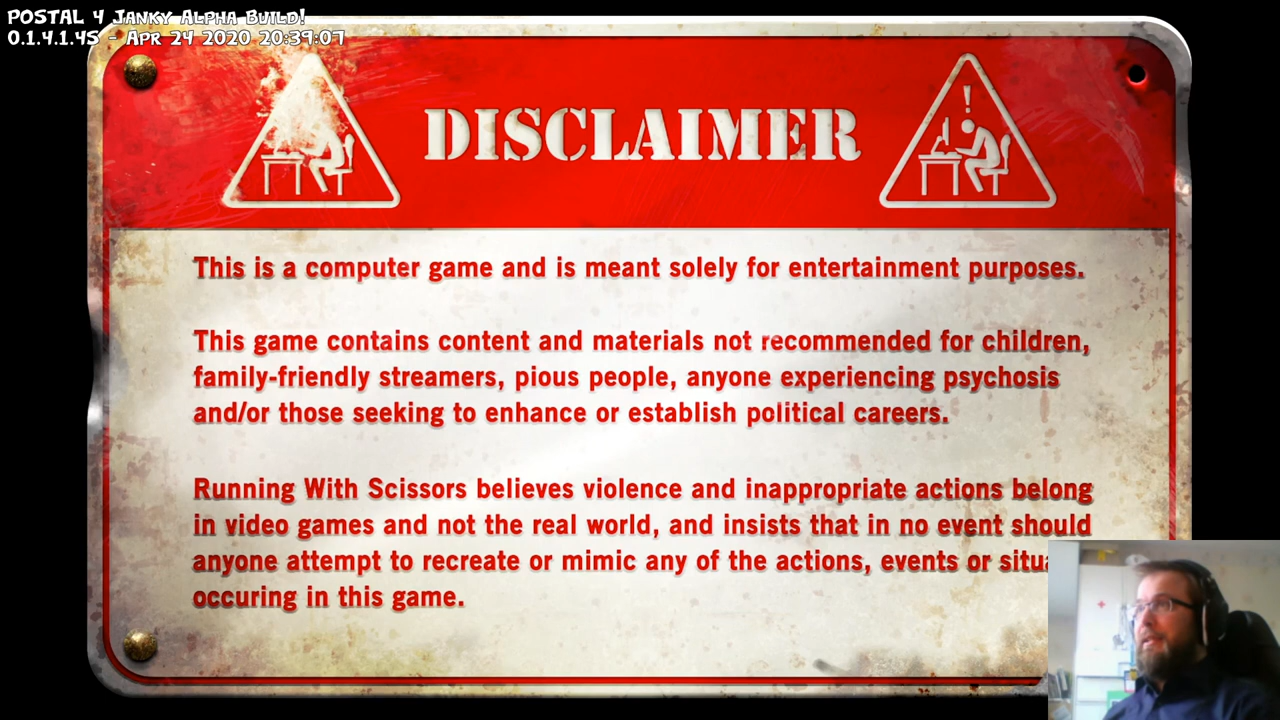 POSTAL 4 Janky Alpha Build!
0.1.4.1.45 - Apr 24 2020 20:39:07
DISCLAIMER
This is a computer game and is meant solely for entertainment purposes.
This game contains content and materials not recommended for children,
family-friendly streamers, pious people, anyone experiencing psychosis
and/or those seeking to enhance or establish political careers.
Running With Scissors believes violence and inappropriate actions belong
in video games and not the real world, and insists that in no event should
anyone attempt to recreate or mimic any of the actions, events or
occuring in this game.